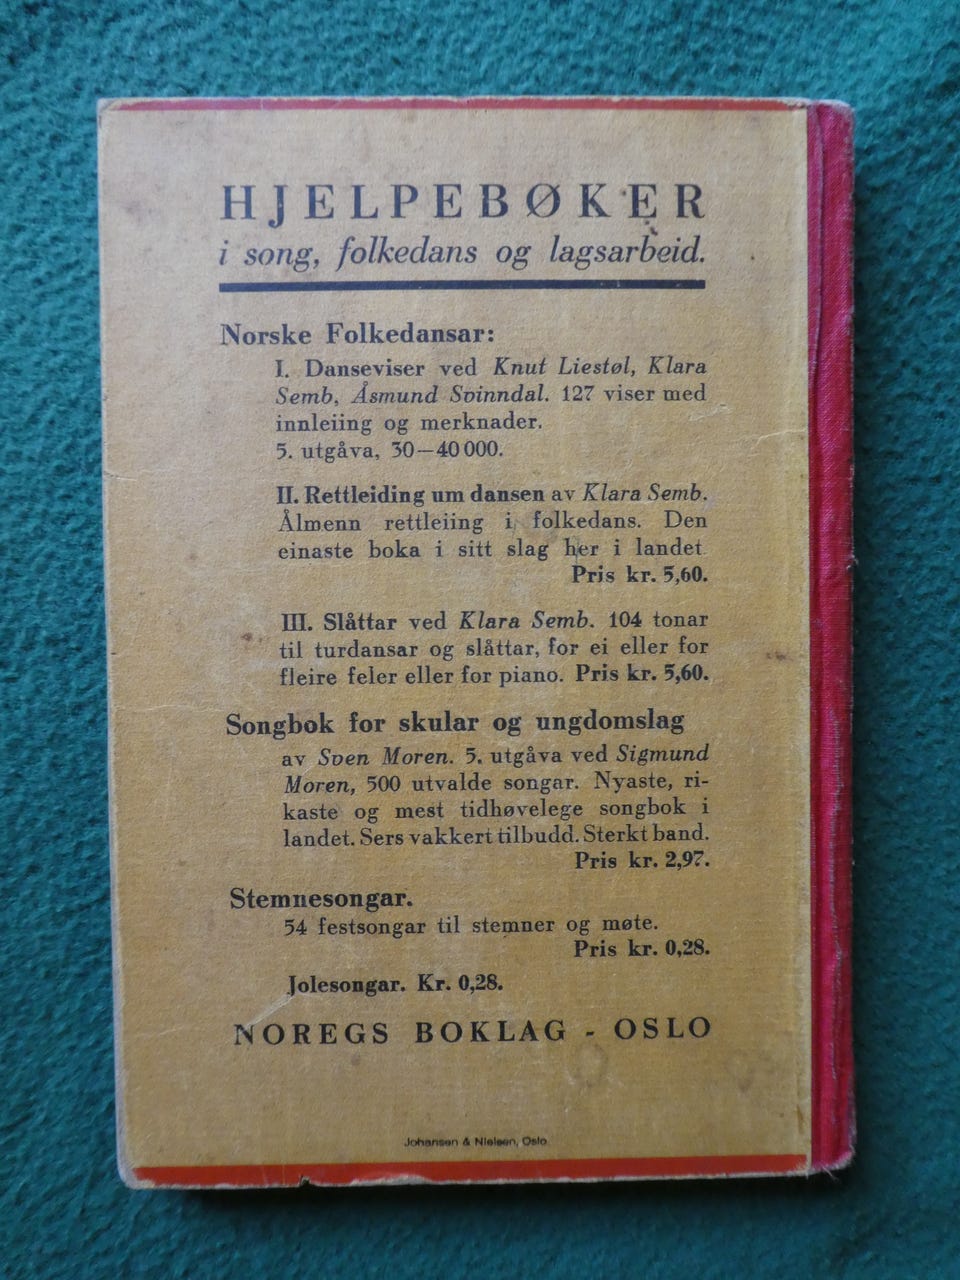 HJELPEBØKER
i song, folkedans og lagsarbeid.
Norske Folkedansar:
I. Danseviser ved Knut Liestøl, Klara
Semb, Åsmund Svinndal. 127 viser med
innleiing og merknader.
5. utgåva, 30—40 000.
II. Rettleiding um dansen av Klara Semb.
Ålmenn rettleiing i folkedans. Den
einaste boka i sitt slag her i landet
Pris kr. 5,60.
III. Slåttar ved Klara Semb. 104 tonar
til turdansar og slåttar, for ei eller for
fleire feler eller for piano. Pris kr. 5,60.
Songbok for skular og ungdomslag
av Sven Moren. 5. utgåva ved Sigmund
Moren, 500 utvalde songar. Nyaste, ri-
kaste og mest tidhøvelege songbok i
landet. Sers vakkert tilbudd. Sterkt band.
Pris kr. 2,97.
Stemnesongar.
54 festsongar til stemner og møte.
Pris kr. 0,28.
Jolesongar. Kr. 0,28.
NOREGS BOKLAG - OSLO
Johansen & Nielsen, Oslo